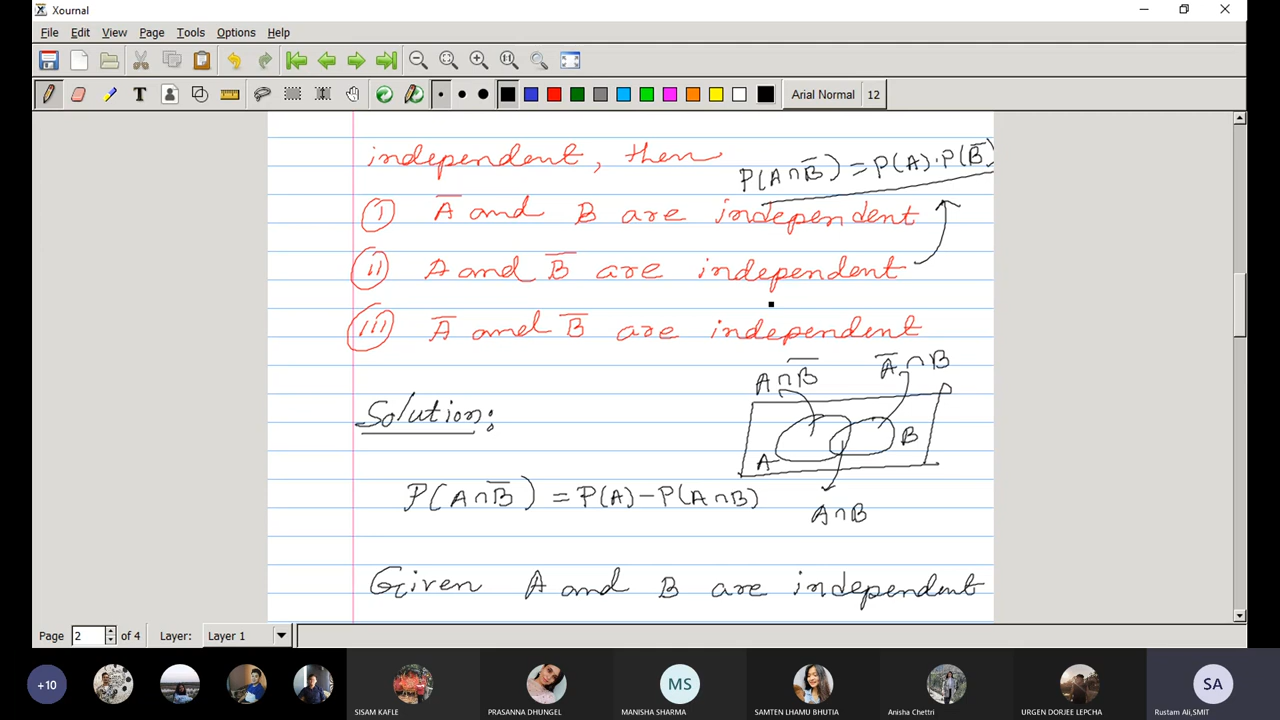 Xournal
File Edit View Page Tools Options Help
Arial Normal 12
independent, then
P(A∩B̅) = P(A)·P(B̅)
(i) A̅ and B are independent
(ii) A and B̅ are independent
(iii) A̅ and B̅ are independent
A∩B̅
A̅∩B
Solution:
A
B
P(A∩B̅) = P(A) – P(A∩B)
A∩B
Given A and B are independent
Page 2 of 4 Layer: Layer 1
+10
MS
SA
SISAM KAFLE
PRASANNA DHUNGEL
MANISHA SHARMA
SAMTEN LHAMU BHUTIA
Anisha Chettri
URGEN DORJEE LEPCHA
Rustam Ali,SMIT